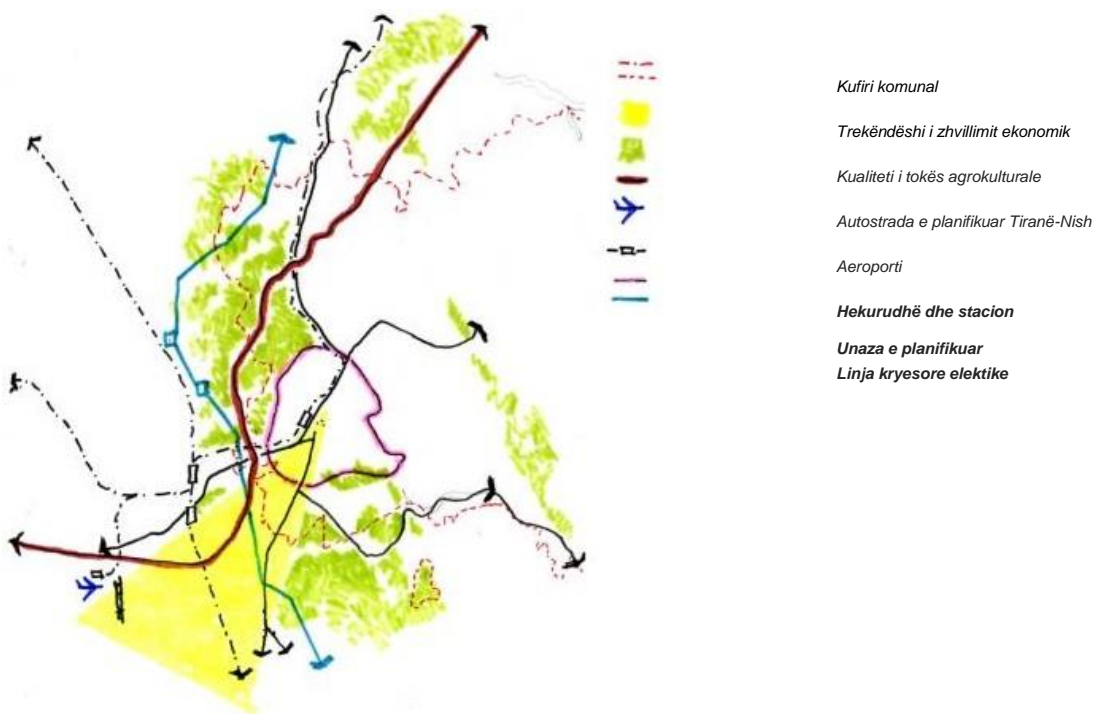 Kufiri komunal
Trekëndëshi i zhvillimit ekonomik
Kualiteti i tokës agrokulturale
Autostrada e planifikuar Tiranë-Nish
Aeroporti
Hekurudhë dhe stacion
Unaza e planifikuar
Linja kryesore elektike